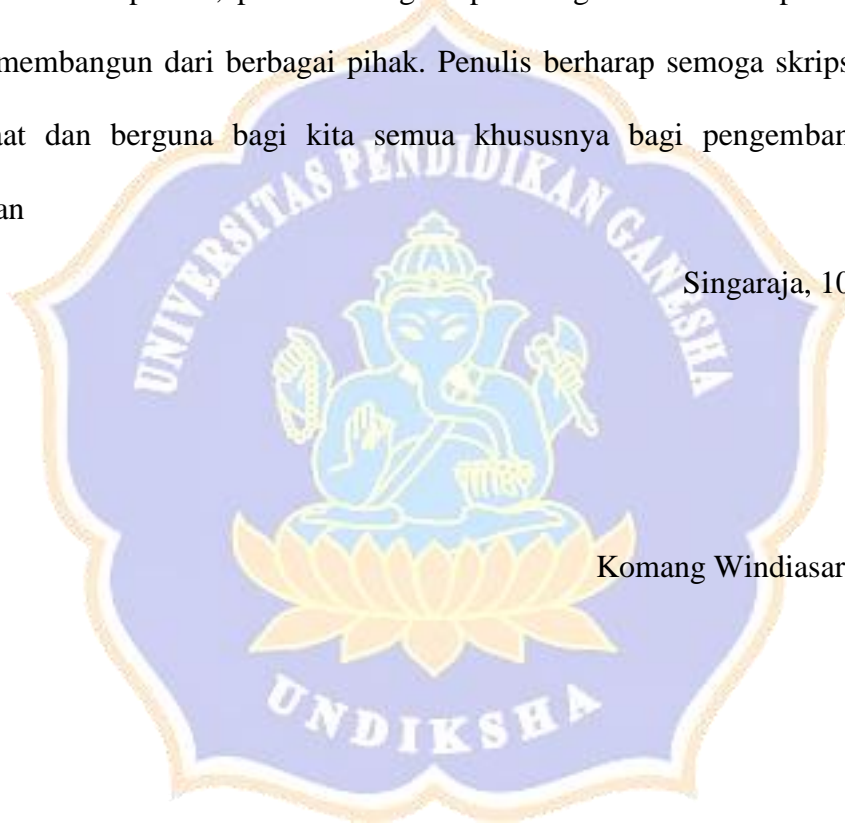 membangun dari berbagai pihak. Penulis berharap semoga skrips
at dan berguna bagi kita semua khususnya bagi pengemban
an
Singaraja, 10
Komang Windiasar
UNIVERSITAS PENDIDIKAN GANESHA
UNDIKSHA